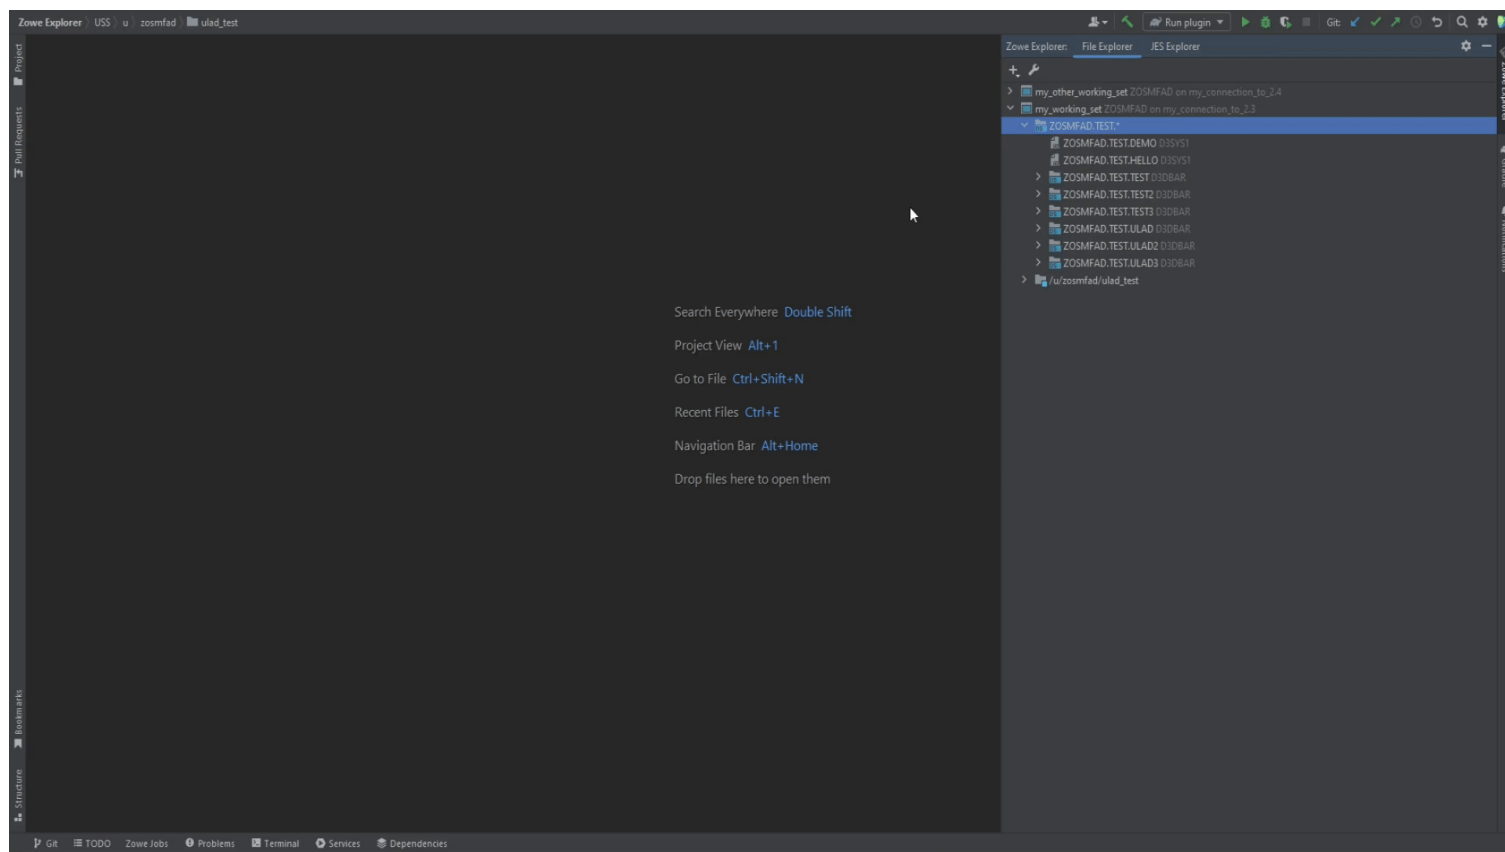 Zowe Explorer USS u zosmfad ulad_test Run plugin Git:
Project
Pull Requests
Bookmarks
Structure
Zowe Explorer: File Explorer JES Explorer
my_other_working_set ZOSMFAD on my_connection_to_2.4
my_working_set ZOSMFAD on my_connection_to_2.3
ZOSMFAD.TEST.*
ZOSMFAD.TEST.DEMO D3SYS1
ZOSMFAD.TEST.HELLO D3SYS1
ZOSMFAD.TEST.TEST D3DBAR
ZOSMFAD.TEST.TEST2 D3DBAR
ZOSMFAD.TEST.TEST3 D3DBAR
ZOSMFAD.TEST.ULAD D3DBAR
ZOSMFAD.TEST.ULAD2 D3DBAR
ZOSMFAD.TEST.ULAD3 D3DBAR
/u/zosmfad/ulad_test
Search Everywhere Double Shift
Project View Alt+1
Go to File Ctrl+Shift+N
Recent Files Ctrl+E
Navigation Bar Alt+Home
Drop files here to open them
Git TODO Zowe Jobs Problems Terminal Services Dependencies